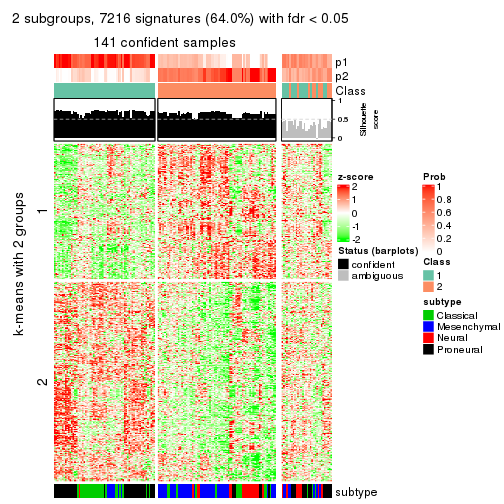 2 subgroups, 7216 signatures (64.0%) with fdr < 0.05
141 confident samples
p1
p2
Class
1
0.5
0
Silhouette
score
k-means with 2 groups
1
2
subtype
z-score
2
1
0
-1
-2
Status (barplots)
confident
ambiguous
Prob
1
0.8
0.6
0.4
0.2
0
Class
1
2
subtype
Classical
Mesenchymal
Neural
Proneural